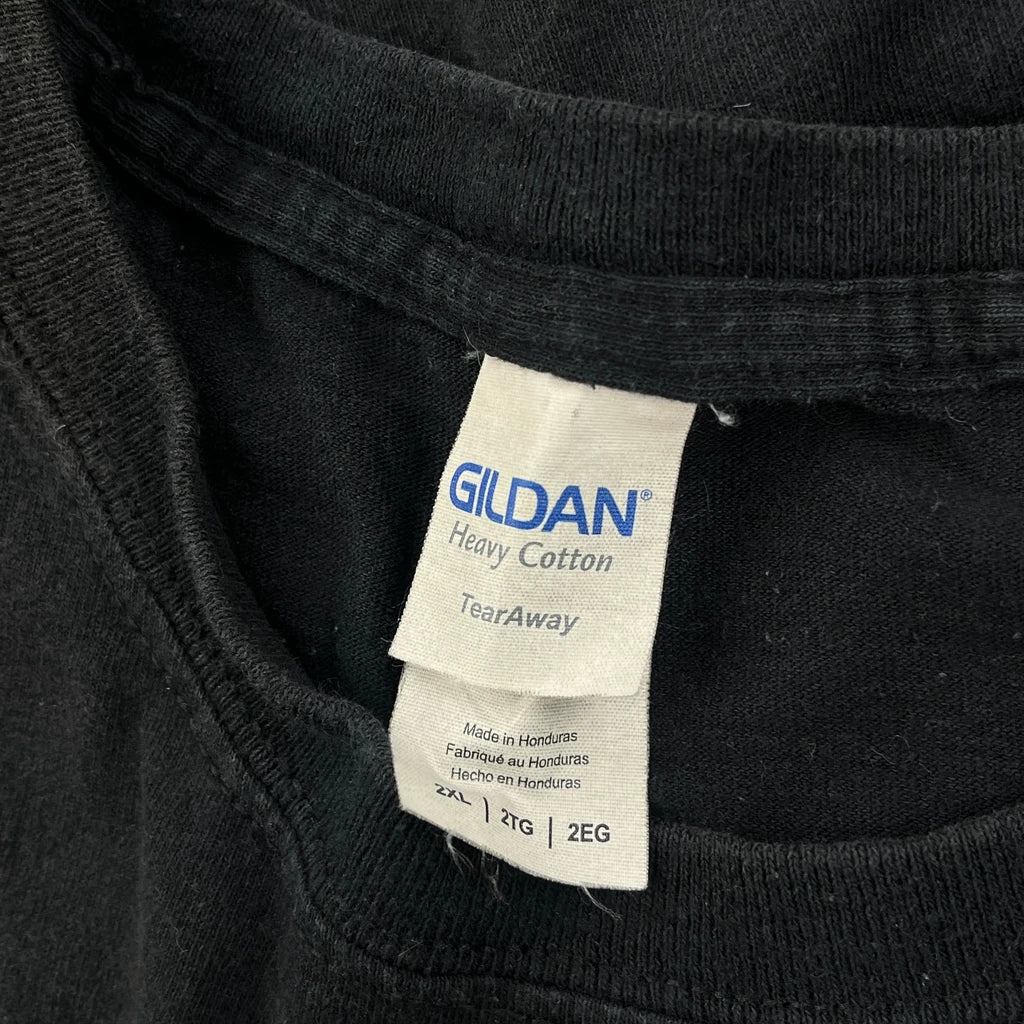 GILDAN®
Heavy Cotton
TearAway
Made in Honduras
Fabriqué au Honduras
Hecho en Honduras
2XL | 2TG | 2EG